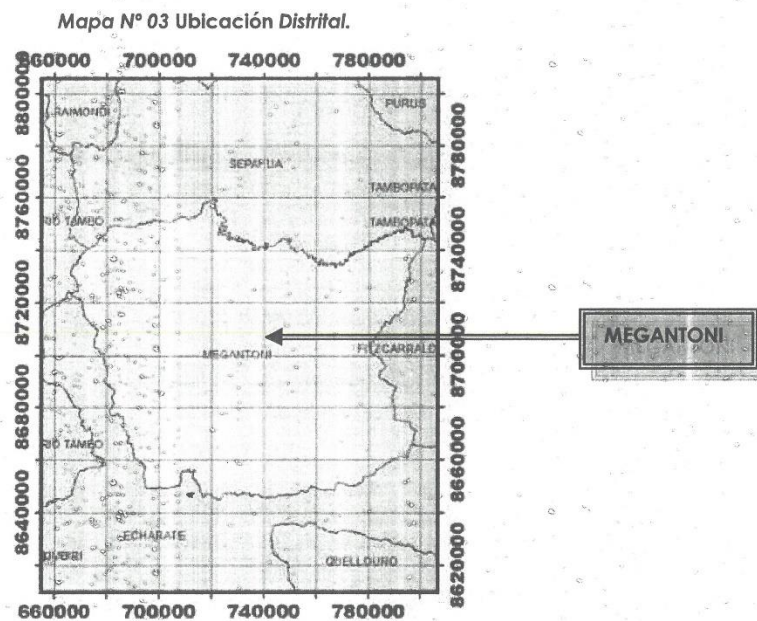 Mapa Nº 03 Ubicación Distrital.
660000 700000 740000 780000
8800000
8780000
8760000
8740000
8720000
8700000
8680000
8660000
8640000
8620000
RAIMONDI
PURUS
SEPAHUA
TAMBOPATA
RIO TAMBO
TAMBOPATA
MEGANTONI
FITZCARRALD
MEGANTONI
RIO TAMBO
ECHARATE
QUELLOUNO
660000 700000 740000 780000